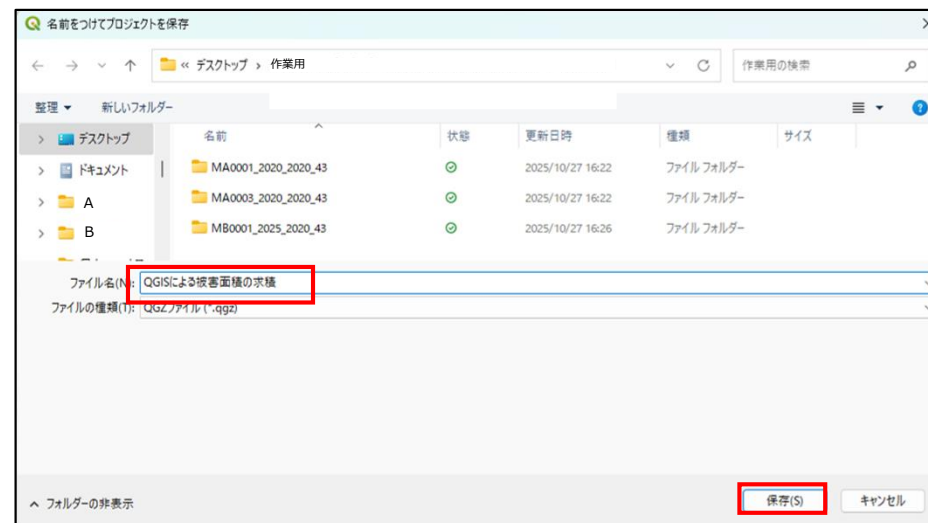 名前をつけてプロジェクトを保存
« デスクトップ › 作業用
作業用の検索
整理 新しいフォルダー
名前 状態 更新日時 種類 サイズ
デスクトップ
ドキュメント
A
B
MA0001_2020_2020_43 2025/10/27 16:22 ファイル フォルダー
MA0003_2020_2020_43 2025/10/27 16:22 ファイル フォルダー
MB0001_2025_2020_43 2025/10/27 16:26 ファイル フォルダー
ファイル名(N): QGISによる被害面積の求積
ファイルの種類(T): QGZファイル (*.qgz)
フォルダーの非表示
保存(S) キャンセル